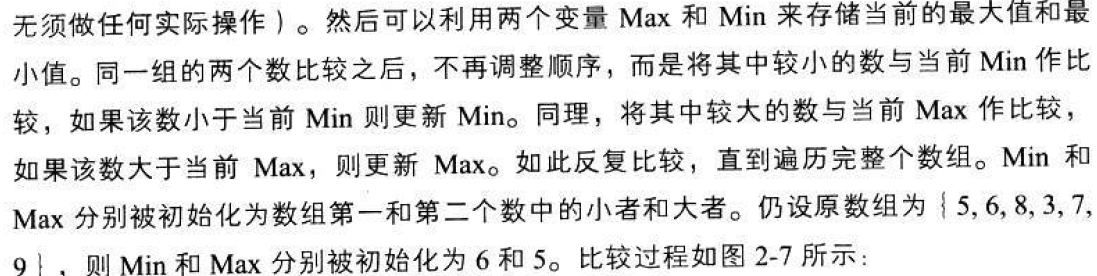 无须做任何实际操作）。然后可以利用两个变量 Max 和 Min 来存储当前的最大值和最
小值。同一组的两个数比较之后，不再调整顺序，而是将其中较小的数与当前 Min 作比
较，如果该数小于当前 Min 则更新 Min。同理，将其中较大的数与当前 Max 作比较，
如果该数大于当前 Max，则更新 Max。如此反复比较，直到遍历完整个数组。Min 和
Max 分别被初始化为数组第一和第二个数中的小者和大者。仍设原数组为 { 5, 6, 8, 3, 7,
9 } ，则 Min 和 Max 分别被初始化为 6 和 5。比较过程如图 2-7 所示：